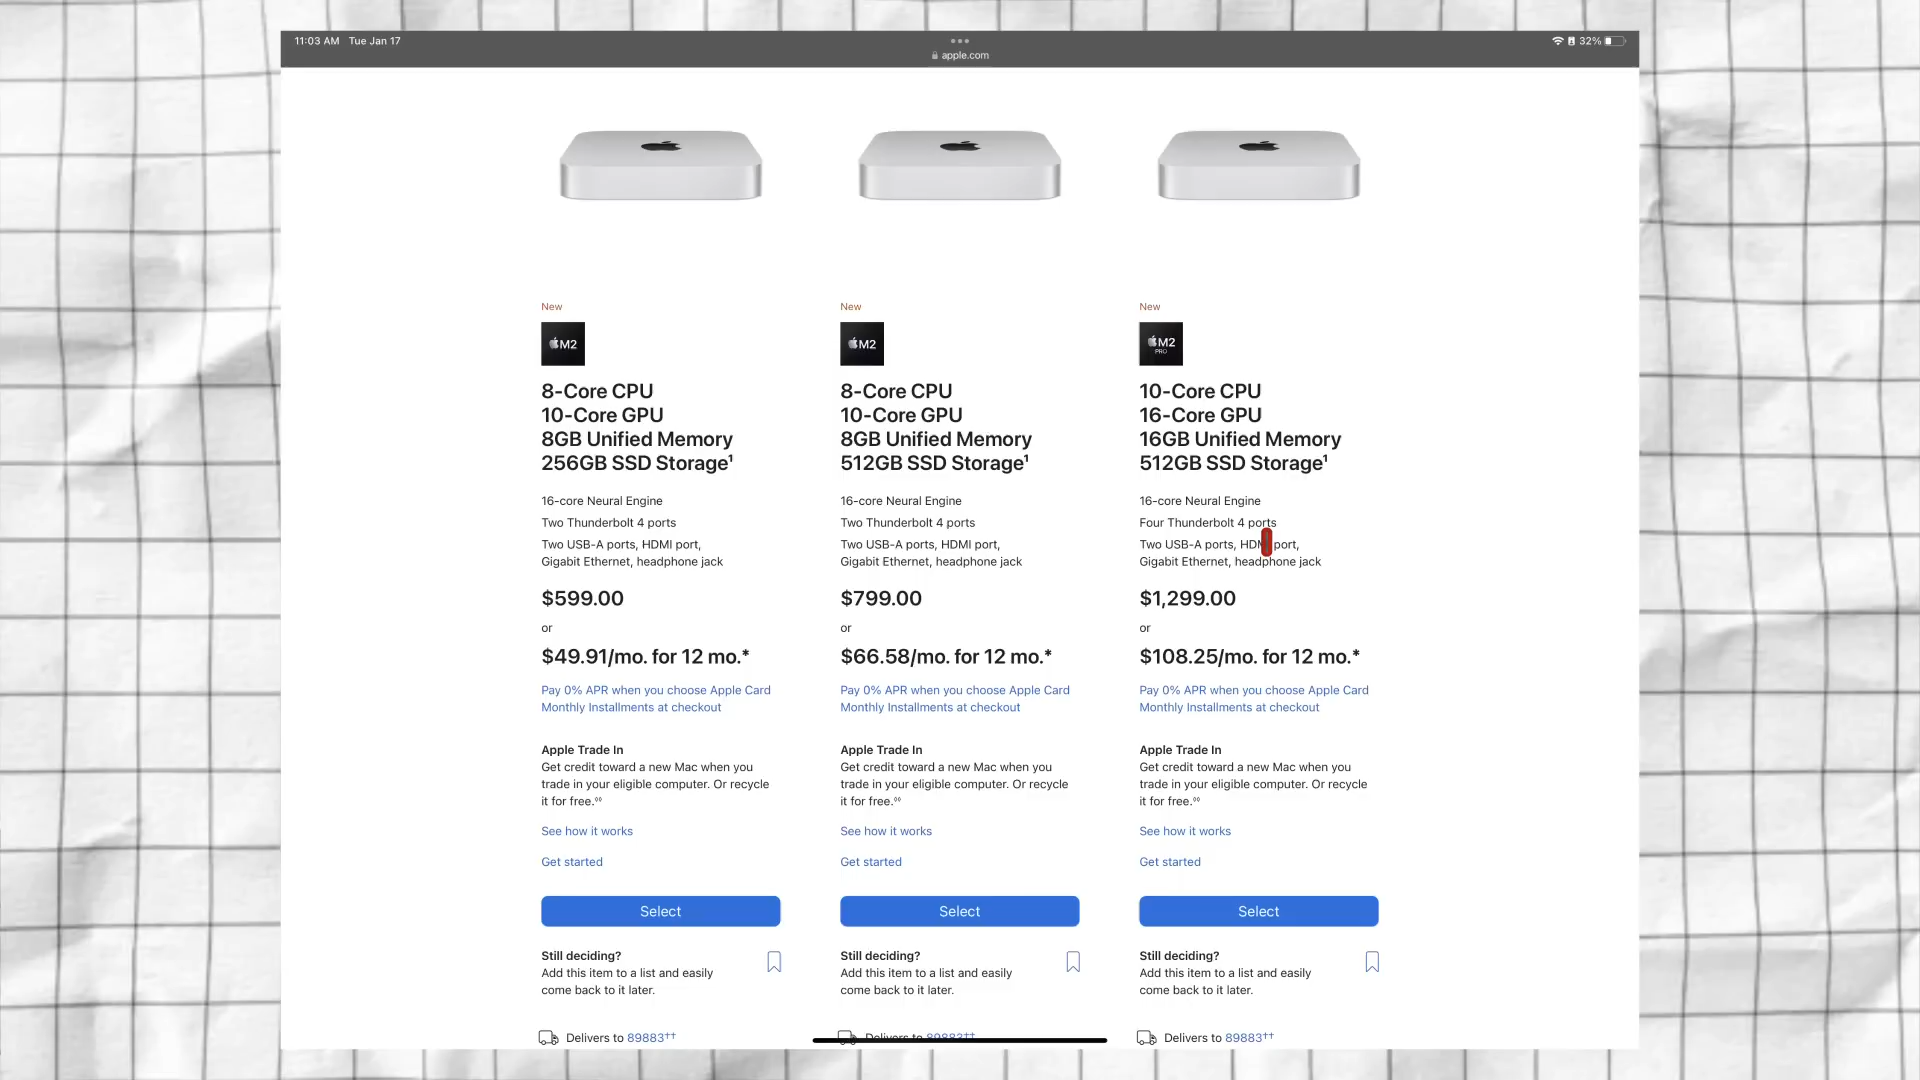 11:03 AM Tue Jan 17
apple.com
32%
New
M2
8-Core CPU
10-Core GPU
8GB Unified Memory
256GB SSD Storage¹
16-core Neural Engine
Two Thunderbolt 4 ports
Two USB-A ports, HDMI port,
Gigabit Ethernet, headphone jack
$599.00
or
$49.91/mo. for 12 mo.*
Pay 0% APR when you choose Apple Card
Monthly Installments at checkout
Apple Trade In
Get credit toward a new Mac when you
trade in your eligible computer. Or recycle
it for free.◊◊
See how it works
Get started
Select
Still deciding?
Add this item to a list and easily
come back to it later.
Delivers to 89883††
New
M2
8-Core CPU
10-Core GPU
8GB Unified Memory
512GB SSD Storage¹
16-core Neural Engine
Two Thunderbolt 4 ports
Two USB-A ports, HDMI port,
Gigabit Ethernet, headphone jack
$799.00
or
$66.58/mo. for 12 mo.*
Pay 0% APR when you choose Apple Card
Monthly Installments at checkout
Apple Trade In
Get credit toward a new Mac when you
trade in your eligible computer. Or recycle
it for free.◊◊
See how it works
Get started
Select
Still deciding?
Add this item to a list and easily
come back to it later.
Delivers to 89883††
New
M2
PRO
10-Core CPU
16-Core GPU
16GB Unified Memory
512GB SSD Storage¹
16-core Neural Engine
Four Thunderbolt 4 ports
Two USB-A ports, HDMI port,
Gigabit Ethernet, headphone jack
$1,299.00
or
$108.25/mo. for 12 mo.*
Pay 0% APR when you choose Apple Card
Monthly Installments at checkout
Apple Trade In
Get credit toward a new Mac when you
trade in your eligible computer. Or recycle
it for free.◊◊
See how it works
Get started
Select
Still deciding?
Add this item to a list and easily
come back to it later.
Delivers to 89883††